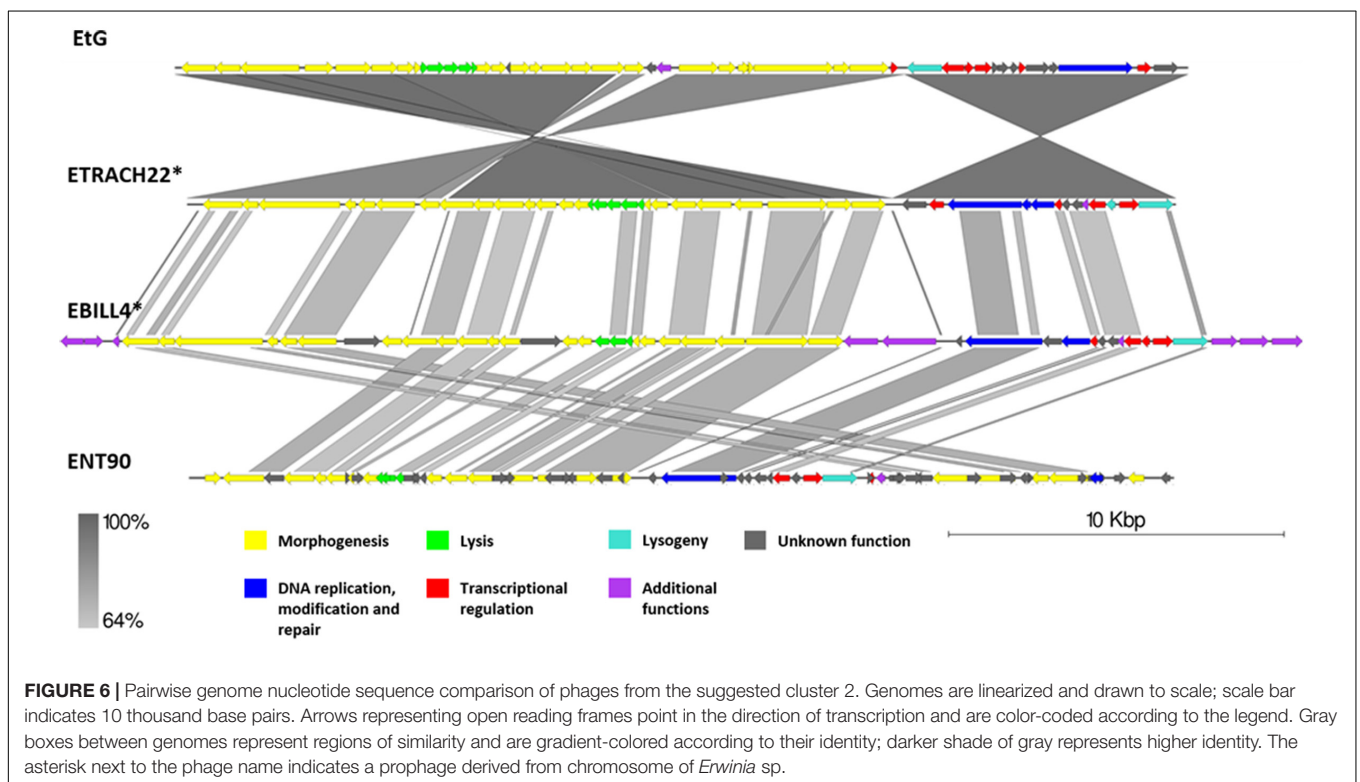 EtG
ETRACH22*
EBILL4*
ENT90
100%
64%
10 Kbp
Morphogenesis
Lysis
Lysogeny
Unknown function
DNA replication,
modification and
repair
Transcriptional
regulation
Additional
functions
FIGURE 6 | Pairwise genome nucleotide sequence comparison of phages from the suggested cluster 2. Genomes are linearized and drawn to scale; scale bar
indicates 10 thousand base pairs. Arrows representing open reading frames point in the direction of transcription and are color-coded according to the legend. Gray
boxes between genomes represent regions of similarity and are gradient-colored according to their identity; darker shade of gray represents higher identity. The
asterisk next to the phage name indicates a prophage derived from chromosome of Erwinia sp.